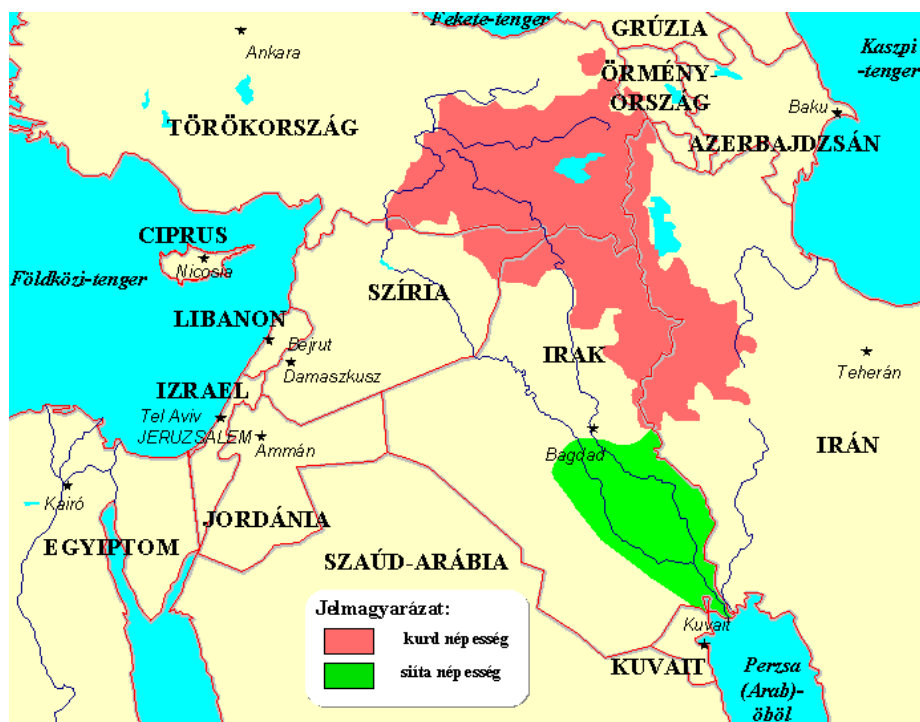 Fekete-tenger
GRÚZIA
Kaszpi
-tenger
Ankara
ÖRMÉNY-
ORSZÁG
Baku
TÖRÖKORSZÁG
AZERBAJDZSÁN
CIPRUS
Nicosia
Földközi-tenger
SZÍRIA
LIBANON
Bejrut
IRAK
Damaszkusz
Teherán
IZRAEL
Tel Aviv
JERUZSALEM
Ammán
Bagdad
IRÁN
Kairó
JORDÁNIA
EGYIPTOM
SZAÚD-ARÁBIA
Jelmagyarázat:
kurd népesség
siíta népesség
Kuvait
KUVAIT
Perzsa
(Arab)-
öböl